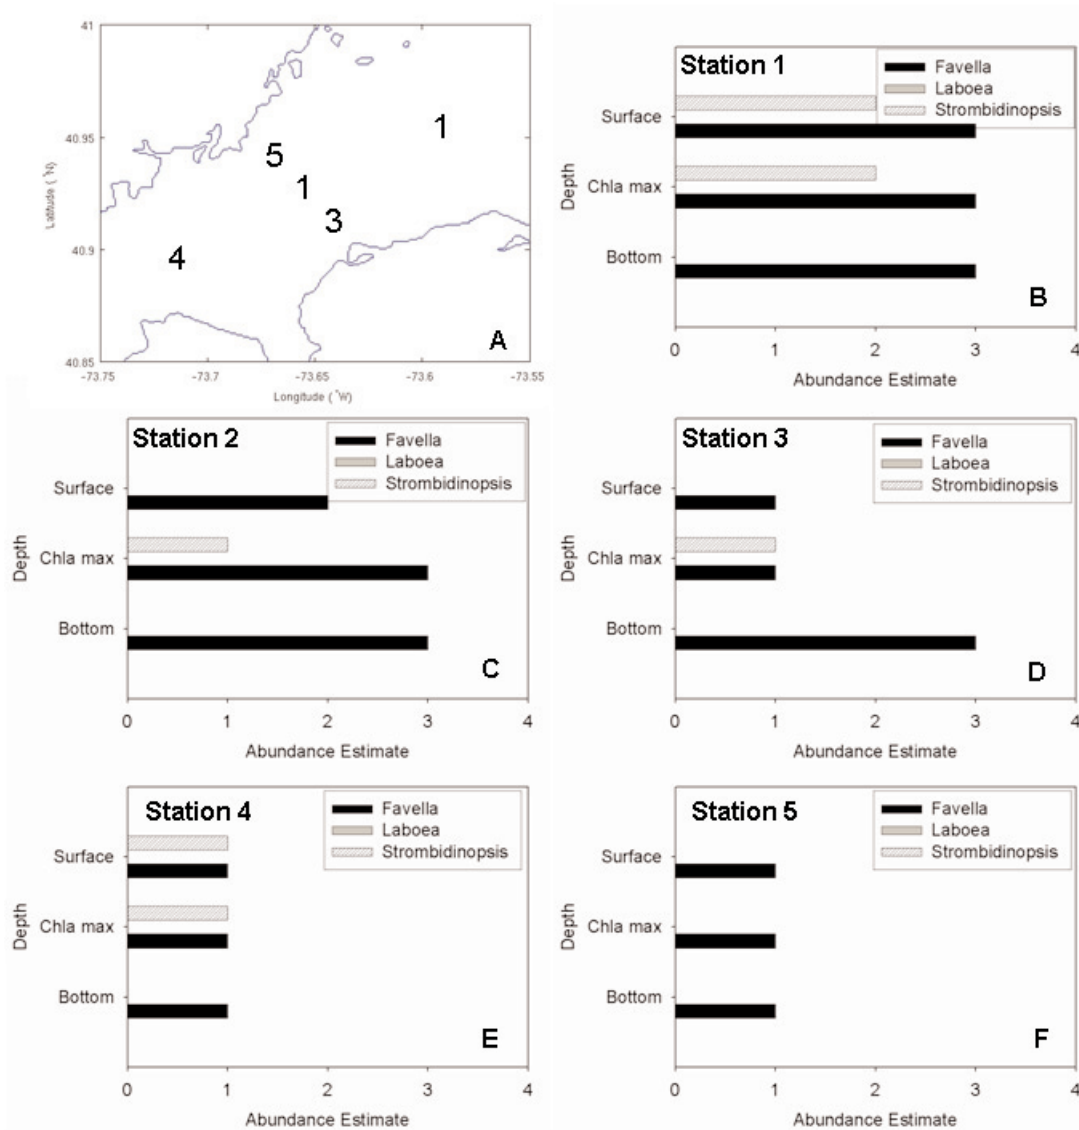 41
40.95
40.9
40.85
Latitude (°N)
1
5
1
3
4
A
-73.75
-73.7
-73.65
-73.6
-73.55
Longitude (°W)
Station 1
Favella
Laboea
Strombidinopsis
Surface
Chla max
Bottom
Depth
B
0 1 2 3 4
Abundance Estimate
Station 2
Favella
Laboea
Strombidinopsis
Surface
Chla max
Bottom
Depth
C
0 1 2 3 4
Abundance Estimate
Station 3
Favella
Laboea
Strombidinopsis
Surface
Chla max
Bottom
Depth
D
0 1 2 3 4
Abundance Estimate
Station 4
Favella
Laboea
Strombidinopsis
Surface
Chla max
Bottom
Depth
E
0 1 2 3 4
Abundance Estimate
Station 5
Favella
Laboea
Strombidinopsis
Surface
Chla max
Bottom
Depth
F
0 1 2 3 4
Abundance Estimate